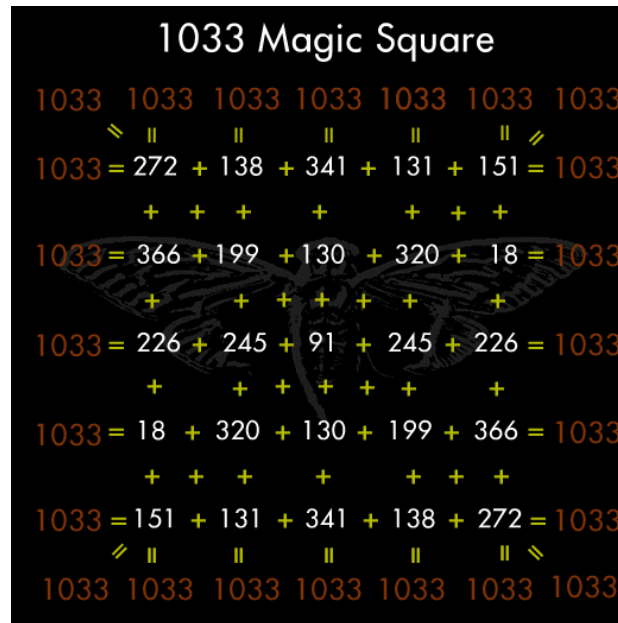 1033 Magic Square
1033 1033 1033 1033 1033 1033 1033
= = = = = = =
1033 = 272 + 138 + 341 + 131 + 151 = 1033
+ + + + + + +
1033 = 366 + 199 + 130 + 320 + 18 = 1033
+ + + + + + +
1033 = 226 + 245 + 91 + 245 + 226 = 1033
+ + + + + + +
1033 = 18 + 320 + 130 + 199 + 366 = 1033
+ + + + + + +
1033 = 151 + 131 + 341 + 138 + 272 = 1033
= = = = = = =
1033 1033 1033 1033 1033 1033 1033